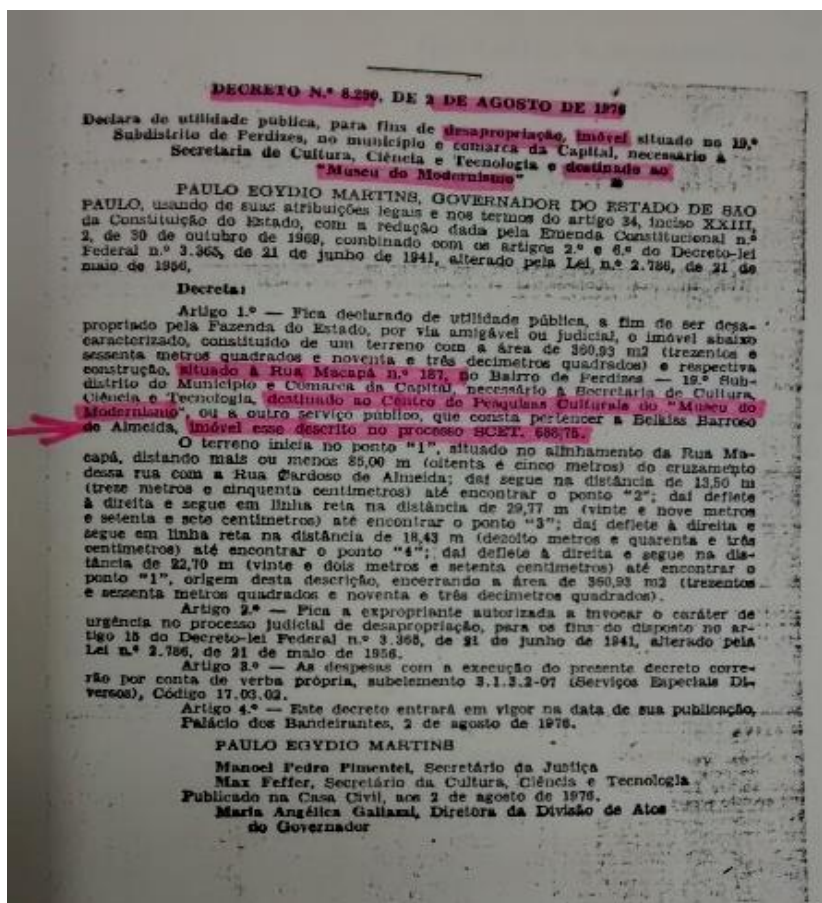 DECRETO N.º 8.290, DE 2 DE AGOSTO DE 1976
Declara de utilidade pública, para fins de desapropriação, imóvel situado no 19.º
Subdistrito de Perdizes, no município e comarca da Capital, necessário à
Secretaria de Cultura, Ciência e Tecnologia e destinado ao
"Museu do Modernismo"
PAULO EGYDIO MARTINS, GOVERNADOR DO ESTADO DE SÃO
PAULO, usando de suas atribuições legais e nos termos do artigo 34, inciso XXIII,
da Constituição do Estado, com a redação dada pela Emenda Constitucional n.º
2, de 30 de outubro de 1969, combinado com os artigos 2.º e 6.º do Decreto-lei
Federal n.º 3.365, de 21 de junho de 1941, alterado pela Lei n.º 2.786, de 21 de
maio de 1956,
Decreta:
Artigo 1.º — Fica declarado de utilidade pública, a fim de ser desa-
propriado pela Fazenda do Estado, por via amigável ou judicial, o imóvel abaixo
caracterizado, constituído de um terreno com a área de 360,93 m2 (trezentos e
sessenta metros quadrados e noventa e três decímetros quadrados) e respectiva
construção, situado à Rua Macapá n.º 187, no Bairro de Perdizes — 19.º Sub-
distrito do Município e Comarca da Capital, necessário à Secretaria de Cultura,
Ciência e Tecnologia, destinado ao Centro de Pesquisas Culturais do "Museu do
Modernismo", ou a outro serviço público, que consta pertencer a Belkiss Barroso
de Almeida, imóvel esse descrito no processo SCET. 688/75.
O terreno inicia no ponto "1", situado no alinhamento da Rua Ma-
capá, distando mais ou menos 85,00 m (oitenta e cinco metros) do cruzamento
dessa rua com a Rua Cardoso de Almeida; daí segue na distância de 13,50 m
(treze metros e cinquenta centímetros) até encontrar o ponto "2"; daí deflete
à direita e segue em linha reta na distância de 29,77 m (vinte e nove metros
e setenta e sete centímetros) até encontrar o ponto "3"; daí deflete à direita e
segue em linha reta na distância de 18,43 m (dezoito metros e quarenta e três
centímetros) até encontrar o ponto "4"; daí deflete à direita e segue na dis-
tância de 22,70 m (vinte e dois metros e setenta centímetros) até encontrar o
ponto "1", origem desta descrição, encerrando a área de 360,93 m2 (trezentos
e sessenta metros quadrados e noventa e três decímetros quadrados).
Artigo 2.º — Fica a expropriante autorizada a invocar o caráter de
urgência no processo judicial de desapropriação, para os fins do disposto no ar-
tigo 15 do Decreto-lei Federal n.º 3.365, de 21 de junho de 1941, alterado pela
Lei n.º 2.786, de 21 de maio de 1956.
Artigo 3.º — As despesas com a execução do presente decreto corre-
rão por conta de verba própria, subelemento 3.1.3.2-07 (Serviços Especiais Di-
versos), Código 17.03.02.
Artigo 4.º — Este decreto entrará em vigor na data de sua publicação,
Palácio dos Bandeirantes, 2 de agosto de 1976.
PAULO EGYDIO MARTINS
Manoel Pedro Pimentel, Secretário da Justiça
Max Feffer, Secretário da Cultura, Ciência e Tecnologia
Publicado na Casa Civil, aos 2 de agosto de 1976.
Maria Angélica Galiazzi, Diretora da Divisão de Atos
do Governador